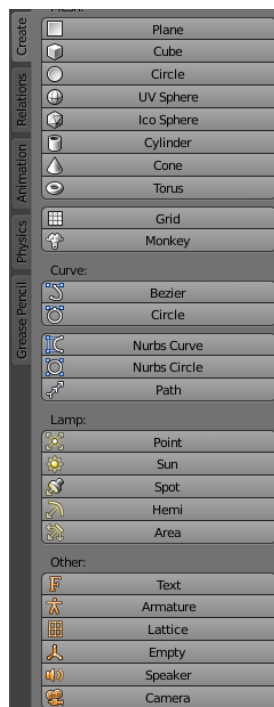 Create
Relations
Animation
Physics
Grease Pencil
Mesh:
Plane
Cube
Circle
UV Sphere
Ico Sphere
Cylinder
Cone
Torus
Grid
Monkey
Curve:
Bezier
Circle
Nurbs Curve
Nurbs Circle
Path
Lamp:
Point
Sun
Spot
Hemi
Area
Other:
Text
Armature
Lattice
Empty
Speaker
Camera